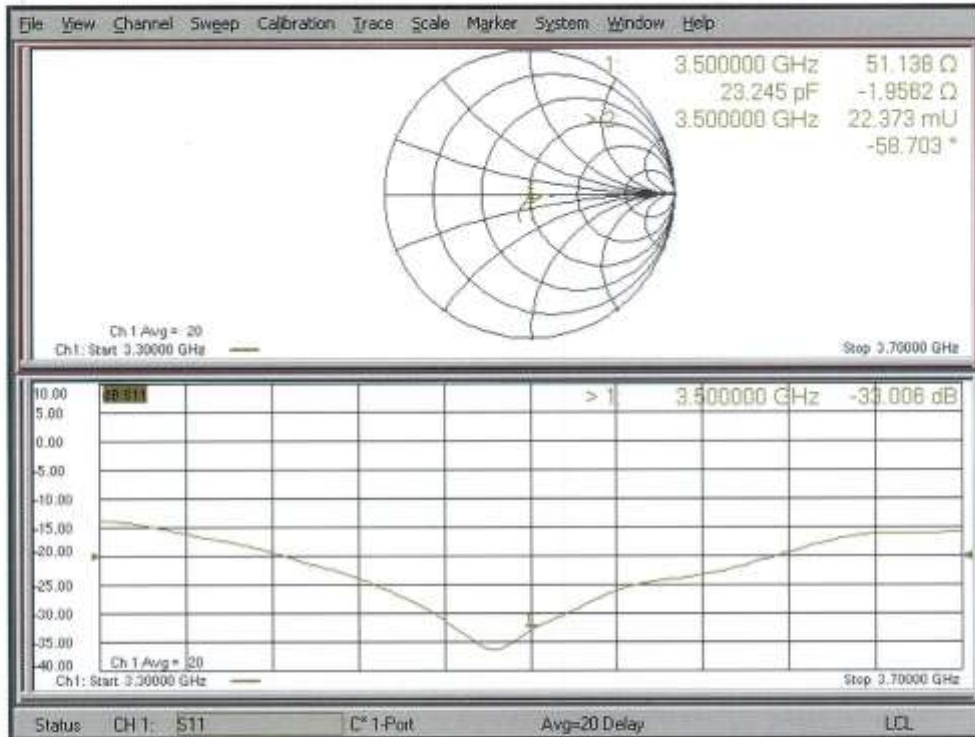 File View Channel Sweep Calibration Trace Scale Marker System Window Help
1: 3.500000 GHz 51.138 Ω
23.245 pF -1.9562 Ω
> 2: 3.500000 GHz 22.373 mU
-58.703 °
Ch 1 Avg = 20
Ch1: Start 3.30000 GHz Stop 3.70000 GHz
10.00 dB S11 > 1: 3.500000 GHz -33.006 dB
5.00
0.00
-5.00
-10.00
-15.00
-20.00
-25.00
-30.00
-35.00
-40.00
Ch 1 Avg = 20
Ch1: Start 3.30000 GHz Stop 3.70000 GHz
Status CH 1: S11 C* 1-Port Avg=20 Delay LCL